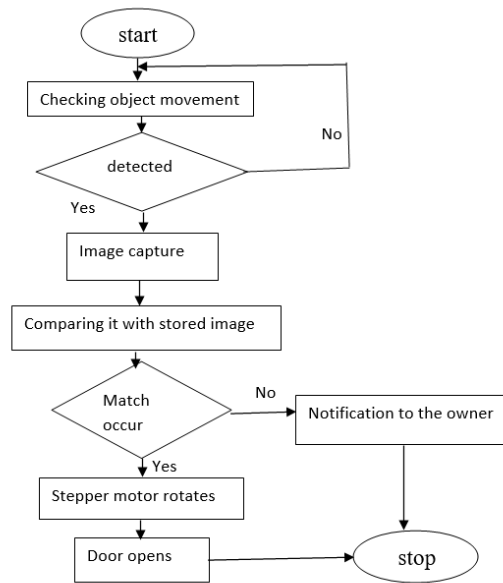 start
Checking object movement
No
detected
Yes
Image capture
Comparing it with stored image
Match
occur
No
Notification to the owner
Yes
Stepper motor rotates
Door opens
stop